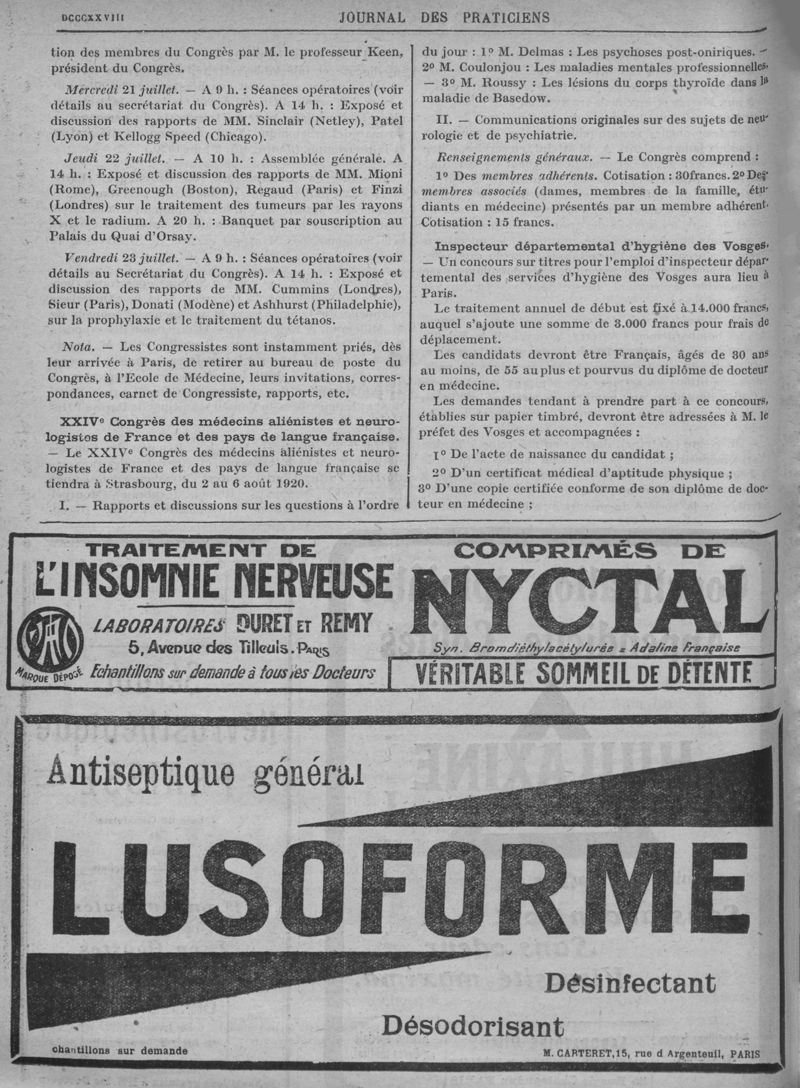 DCCCXXVIII
JOURNAL DES PRATICIENS
tion des membres du Congrès par M. le professeur Keen,
président du Congrès.
Mercredi 21 juillet. — A 9 h. : Séances opératoires (voir
détails au secrétariat du Congrès). A 14 h. : Exposé et
discussion des rapports de MM. Sinclair (Netley), Patel
(Lyon) et Kellogg Speed (Chicago).
Jeudi 22 juillet. — A 10 h. : Assemblée générale. A
14 h. : Exposé et discussion des rapports de MM. Mioni
(Rome), Greenough (Boston), Regaud (Paris) et Finzi
(Londres) sur le traitement des tumeurs par les rayons
X et le radium. A 20 h. : Banquet par souscription au
Palais du Quai d'Orsay.
Vendredi 23 juillet. — A 9 h. : Séances opératoires (voir
détails au Secrétariat du Congrès). A 14 h. : Exposé et
discussion des rapports de MM. Cummins (Londres),
Sieur (Paris), Donati (Modène) et Ashhurst (Philadelphie),
sur la prophylaxie et le traitement du tétanos.
Nota. — Les Congressistes sont instamment priés, dès
leur arrivée à Paris, de retirer au bureau de poste du
Congrès, à l'Ecole de Médecine, leurs invitations, corres-
pondances, carnet de Congressiste, rapports, etc.
XXIVe Congrès des médecins aliénistes et neuro-
logistes de France et des pays de langue française.
— Le XXIVe Congrès des médecins aliénistes et neuro-
logistes de France et des pays de langue française se
tiendra à Strasbourg, du 2 au 6 août 1920.
I. — Rapports et discussions sur les questions à l'ordre
du jour : 1º M. Delmas : Les psychoses post-oniriques. —
2º M. Coulonjou : Les maladies mentales professionnelles.
— 3º M. Roussy : Les lésions du corps thyroïde dans la
maladie de Basedow.
II. — Communications originales sur des sujets de neu-
rologie et de psychiatrie.
Renseignements généraux. — Le Congrès comprend :
1º Des membres adhérents. Cotisation : 30francs. 2º Des
membres associés (dames, membres de la famille, étu-
diants en médecine) présentés par un membre adhérent.
Cotisation : 15 francs.
Inspecteur départemental d'hygiène des Vosges.
— Un concours sur titres pour l'emploi d'inspecteur dépar-
temental des services d'hygiène des Vosges aura lieu à
Paris.
Le traitement annuel de début est fixé à 14.000 francs,
auquel s'ajoute une somme de 3.000 francs pour frais de
déplacement.
Les candidats devront être Français, âgés de 30 ans
au moins, de 55 au plus et pourvus du diplôme de docteur
en médecine.
Les demandes tendant à prendre part à ce concours,
établies sur papier timbré, devront être adressées à M. le
préfet des Vosges et accompagnées :
1º De l'acte de naissance du candidat ;
2º D'un certificat médical d'aptitude physique ;
3º D'une copie certifiée conforme de son diplôme de doc-
teur en médecine ;
TRAITEMENT DE
L'INSOMNIE NERVEUSE
LABORATOIRES DURET ET REMY
5, Avenue des Tilleuls. PARIS
MARQUE DÉPOSÉE
Echantillons sur demande à tous les Docteurs
COMPRIMÉS DE
NYCTAL
Syn. Bromdiéthylacétylurée = Adaline française
VÉRITABLE SOMMEIL DE DÉTENTE
Antiseptique général
LUSOFORME
Désinfectant
Désodorisant
chantillons sur demande
M. CARTERET, 15, rue d Argenteuil, PARIS